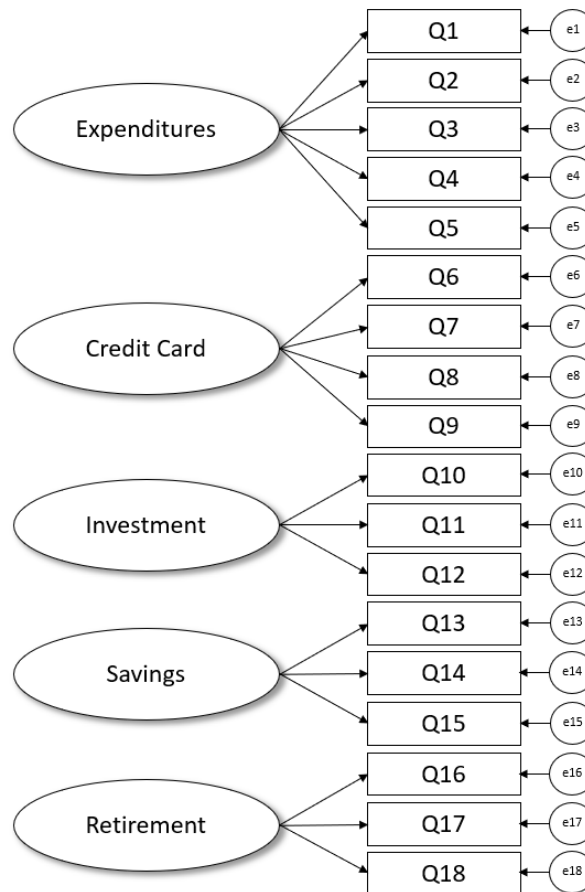 Q1 e1
Q2 e2
Expenditures Q3 e3
Q4 e4
Q5 e5
Q6 e6
Q7 e7
Credit Card Q8 e8
Q9 e9
Q10 e10
Investment Q11 e11
Q12 e12
Q13 e13
Savings Q14 e14
Q15 e15
Q16 e16
Retirement Q17 e17
Q18 e18